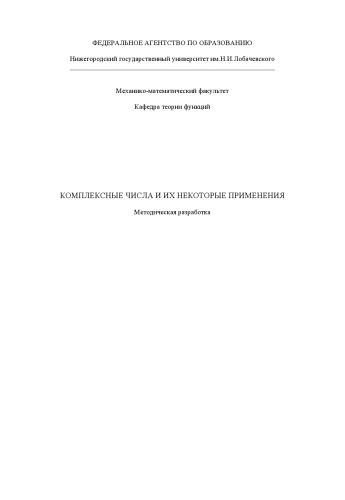 ФЕДЕРАЛЬНОЕ АГЕНТСТВО ПО ОБРАЗОВАНИЮ
Нижегородский государственный университет им.Н.И.Лобачевского
Механико-математический факультет
Кафедра теории функций
КОМПЛЕКСНЫЕ ЧИСЛА И ИХ НЕКОТОРЫЕ ПРИМЕНЕНИЯ
Методическая разработка